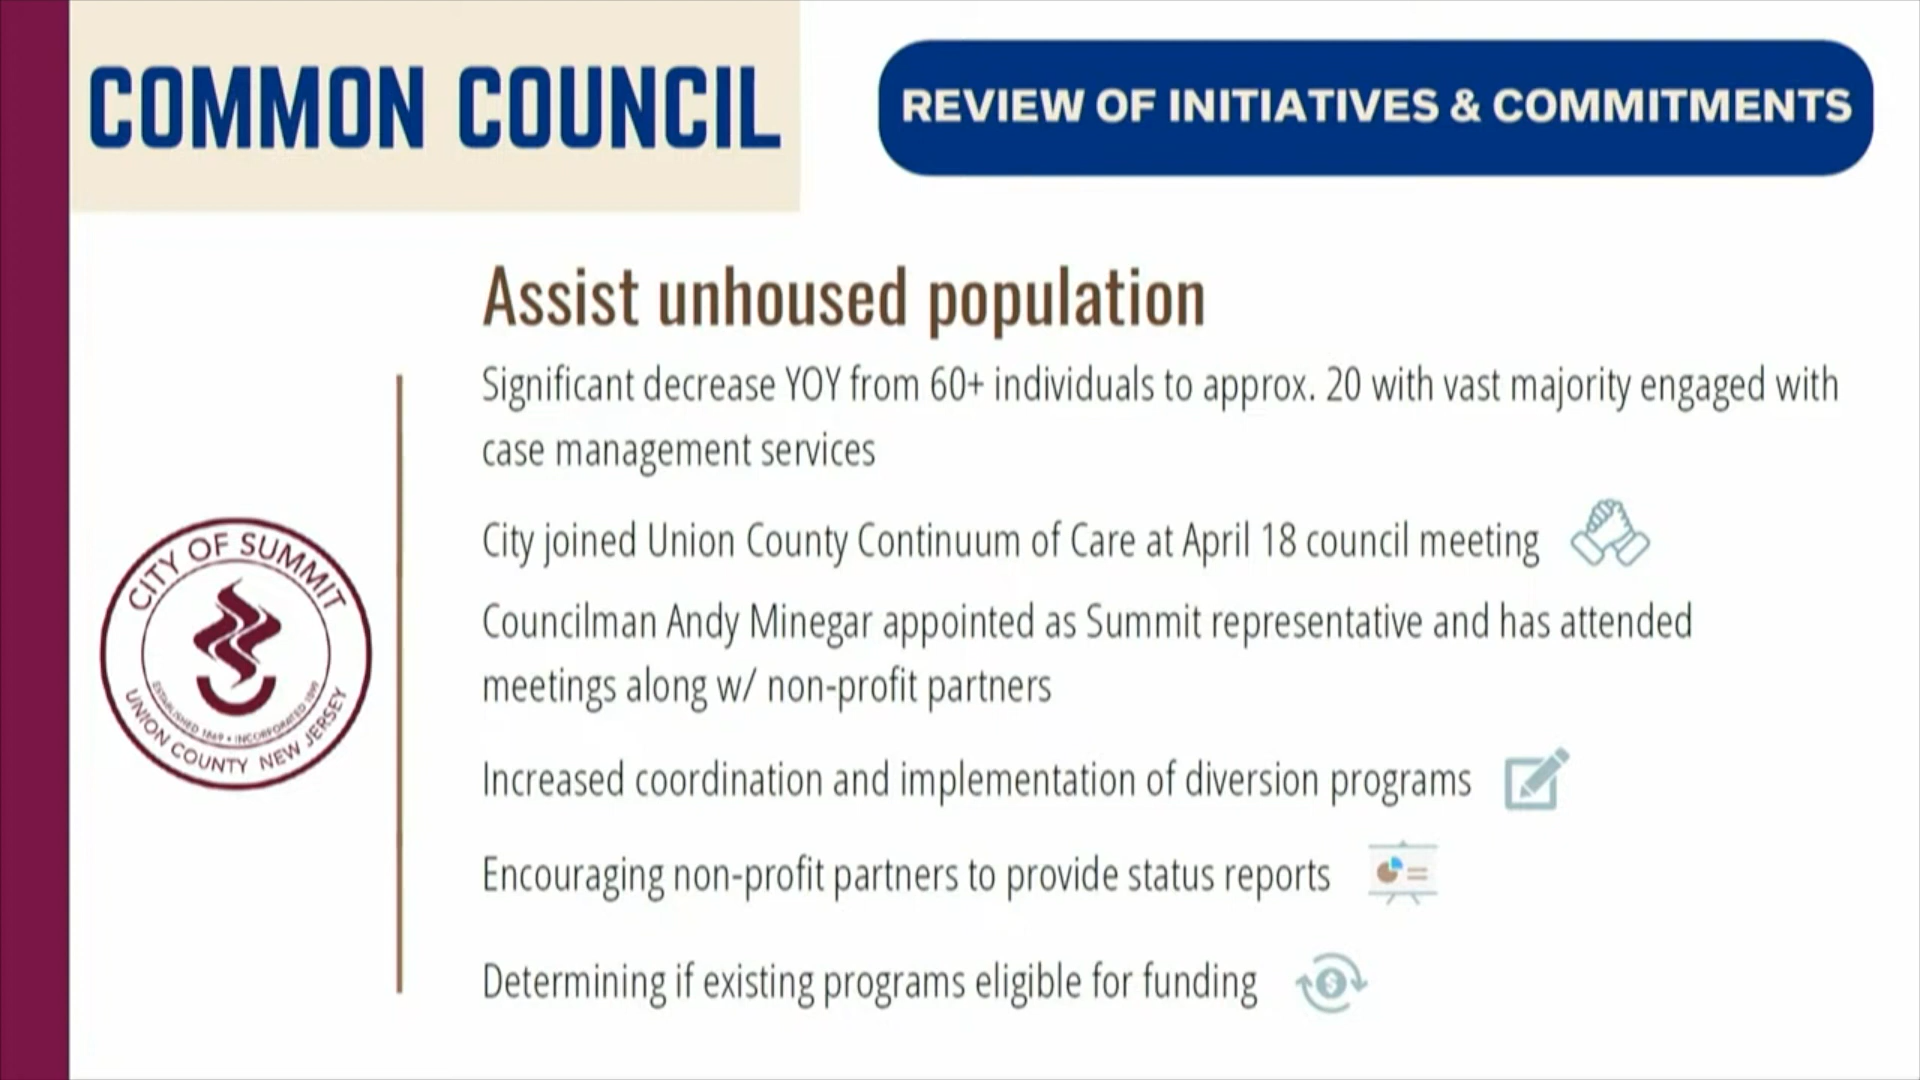 COMMON COUNCIL
REVIEW OF INITIATIVES & COMMITMENTS
Assist unhoused population
Significant decrease YOY from 60+ individuals to approx. 20 with vast majority engaged with
case management services
City joined Union County Continuum of Care at April 18 council meeting
Councilman Andy Minegar appointed as Summit representative and has attended
meetings along w/ non-profit partners
Increased coordination and implementation of diversion programs
Encouraging non-profit partners to provide status reports
Determining if existing programs eligible for funding
CITY OF SUMMIT
ESTABLISHED 1869 • INCORPORATED 1899
UNION COUNTY NEW JERSEY